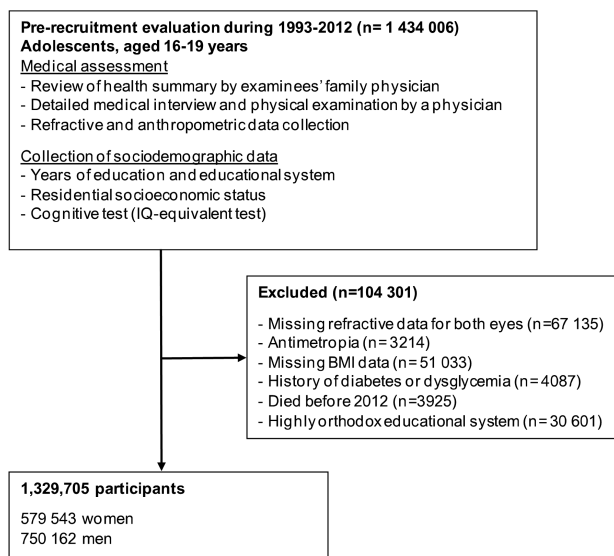 Pre-recruitment evaluation during 1993-2012 (n= 1 434 006)
Adolescents, aged 16-19 years
Medical assessment
- Review of health summary by examinees' family physician
- Detailed medical interview and physical examination by a physician
- Refractive and anthropometric data collection
Collection of sociodemographic data
- Years of education and educational system
- Residential socioeconomic status
- Cognitive test (IQ-equivalent test)
Excluded (n=104 301)
- Missing refractive data for both eyes (n=67 135)
- Antimetropia (n= 3214)
- Missing BMI data (n= 51 033)
- History of diabetes or dysglycemia (n= 4087)
- Died before 2012 (n=3925)
- Highly orthodox educational system (n= 30 601)
1,329,705 participants
579 543 women
750 162 men